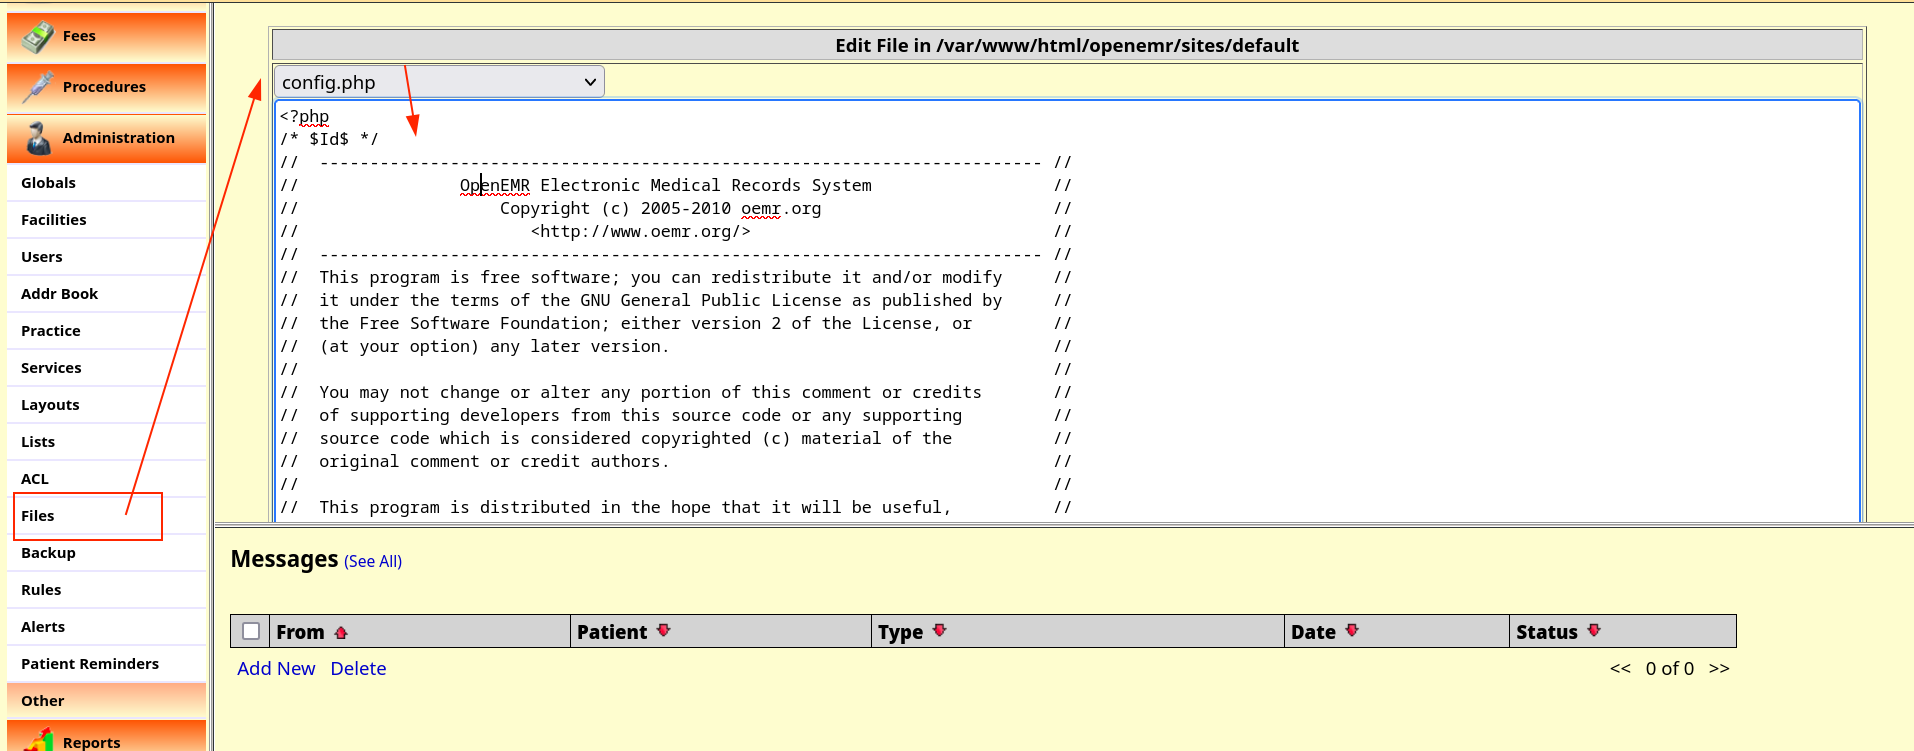 Fees
Procedures
Administration
Globals
Facilities
Users
Addr Book
Practice
Services
Layouts
Lists
ACL
Files
Backup
Rules
Alerts
Patient Reminders
Other
Reports
Edit File in /var/www/html/openemr/sites/default
config.php
<?php
/* $Id$ */
//  ------------------------------------------------------------------------ //
//                OpenEMR Electronic Medical Records System                  //
//                    Copyright (c) 2005-2010 oemr.org                       //
//                       <http://www.oemr.org/>                              //
//  ------------------------------------------------------------------------ //
//  This program is free software; you can redistribute it and/or modify     //
//  it under the terms of the GNU General Public License as published by     //
//  the Free Software Foundation; either version 2 of the License, or        //
//  (at your option) any later version.                                      //
//                                                                           //
//  You may not change or alter any portion of this comment or credits       //
//  of supporting developers from this source code or any supporting         //
//  source code which is considered copyrighted (c) material of the          //
//  original comment or credit authors.                                      //
//                                                                           //
//  This program is distributed in the hope that it will be useful,          //
Messages (See All)
From Patient Type Date Status
Add New Delete << 0 of 0 >>